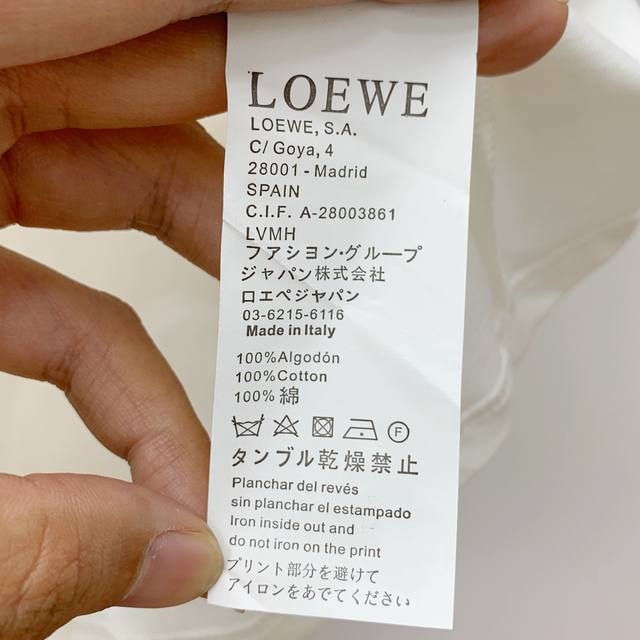 LOEWE
LOEWE, S.A.
C/ Goya, 4
28001 - Madrid
SPAIN
C.I.F. A-28003861
LVMH
フアシヨン·グループ
ジャパン株式会社
ロエペジャパン
03-6215-6116
Made in Italy
100%Algodón
100%Cotton
100% 綿
F
タンブル乾燥禁止
Planchar del revés
sin planchar el estampado
Iron inside out and
do not iron on the print
プリント部分を避けて
アイロンをあでてください